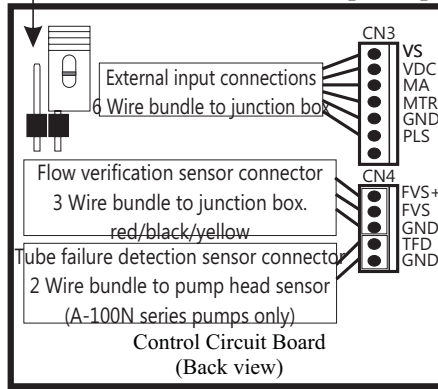 CN3
VS
VDC
MA
MTR
GND
PLS
External input connections
6 Wire bundle to junction box
CN4
FVS+
FVS
GND
TFD
GND
Flow verification sensor connector
3 Wire bundle to junction box.
red/black/yellow
Tube failure detection sensor connector
2 Wire bundle to pump head sensor
(A-100N series pumps only)
Control Circuit Board
(Back view)